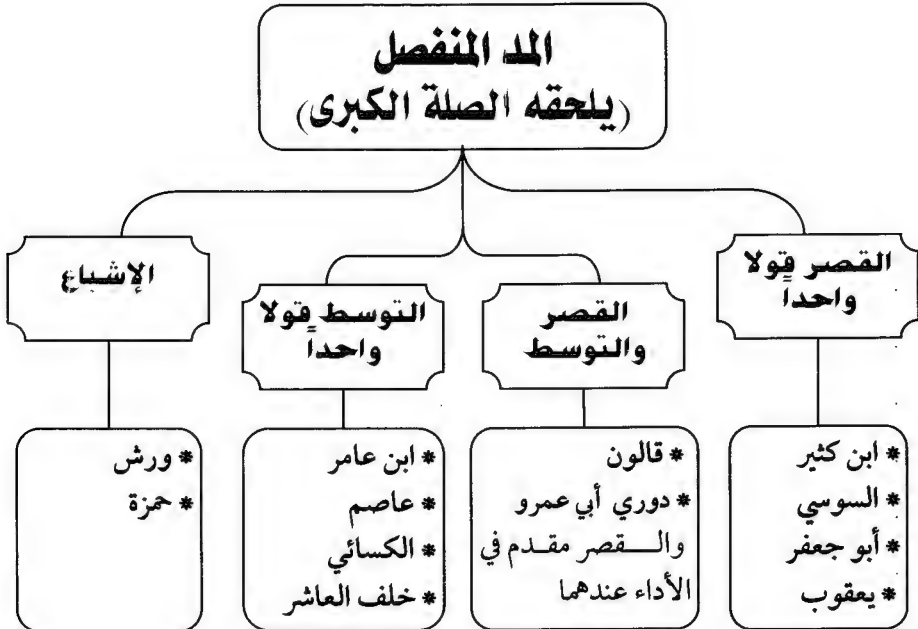 المد المنفصل
(يلحقه الصلة الكبرى)
القصر قولا
واحداً
القصر
والتوسط
التوسط قولا
واحداً
الإشباع
* ابن كثير
* السوسي
* أبو جعفر
* يعقوب
* قالون
* دوري أبي عمرو
والقصر مقدم في
الأداء عندهما
* ابن عامر
* عاصم
* الكسائي
* خلف العاشر
* ورش
* حمزة